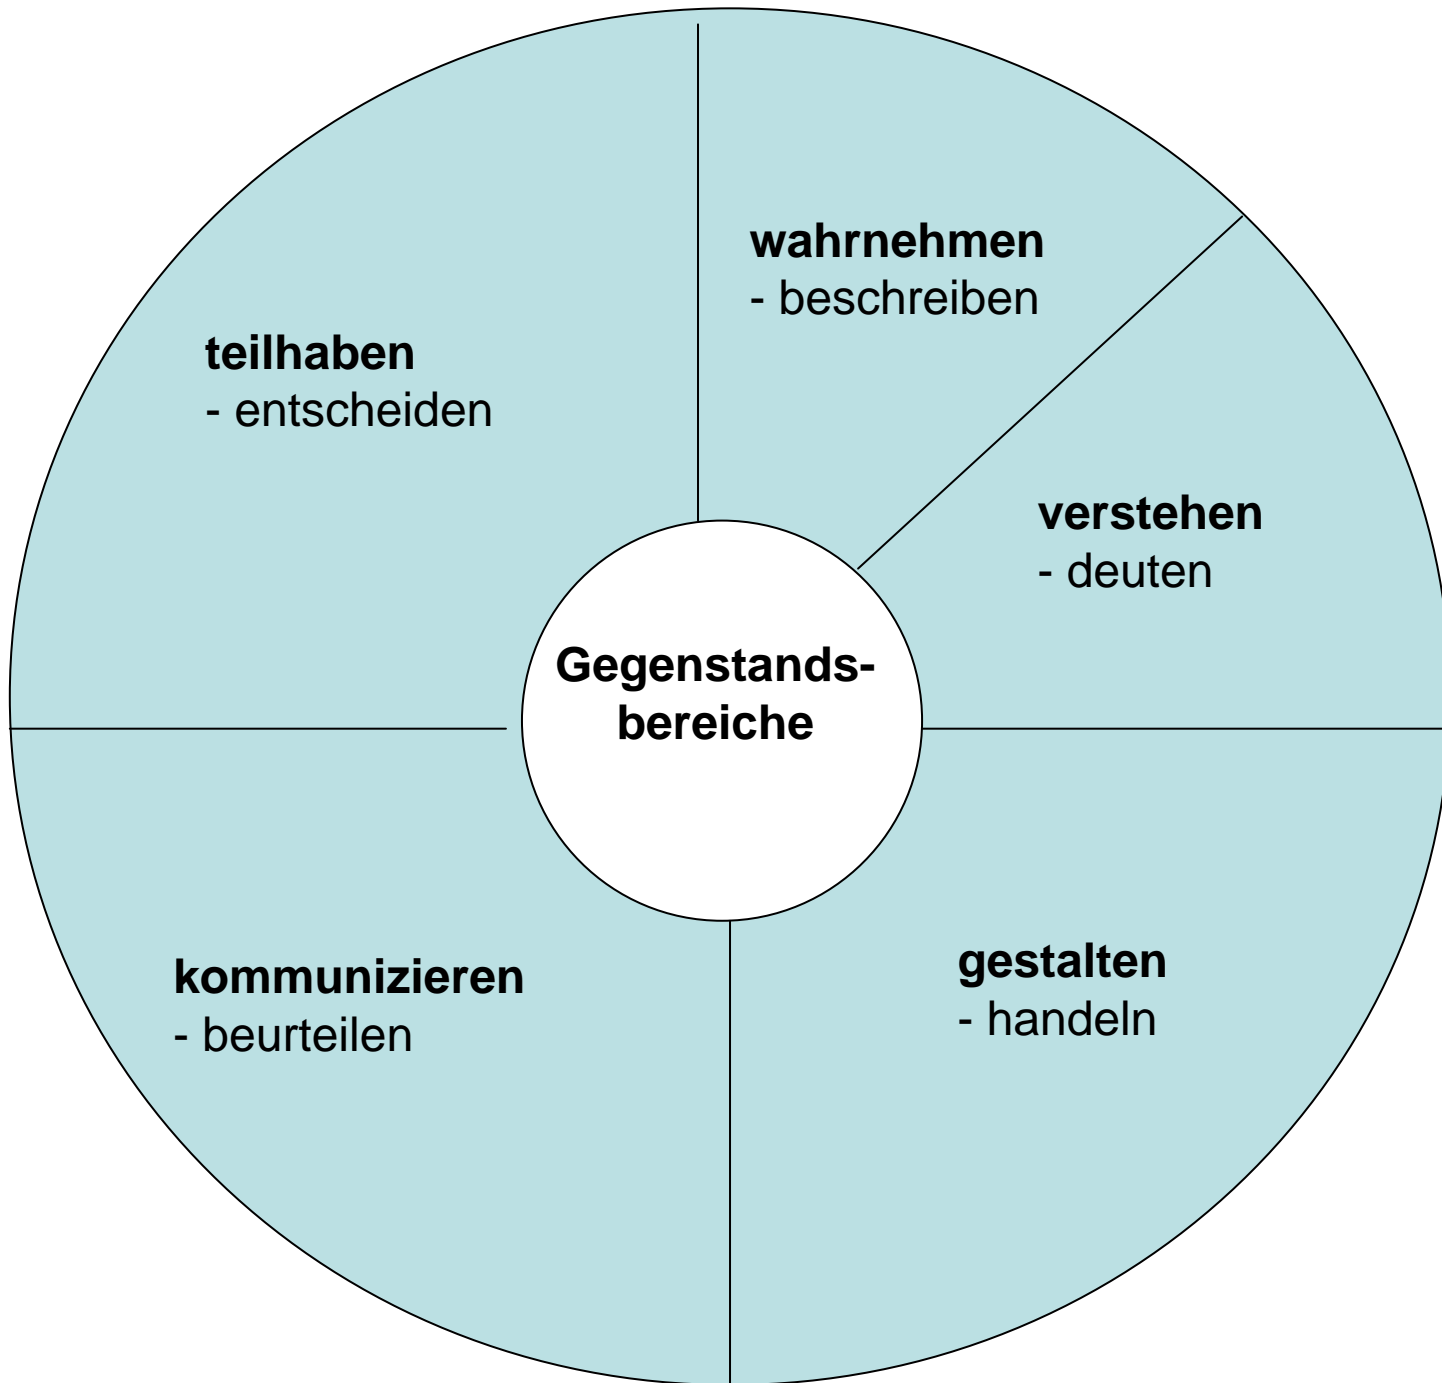 wahrnehmen
- beschreiben
teilhaben
- entscheiden
verstehen
- deuten
Gegenstands-
bereiche
kommunizieren
- beurteilen
gestalten
- handeln